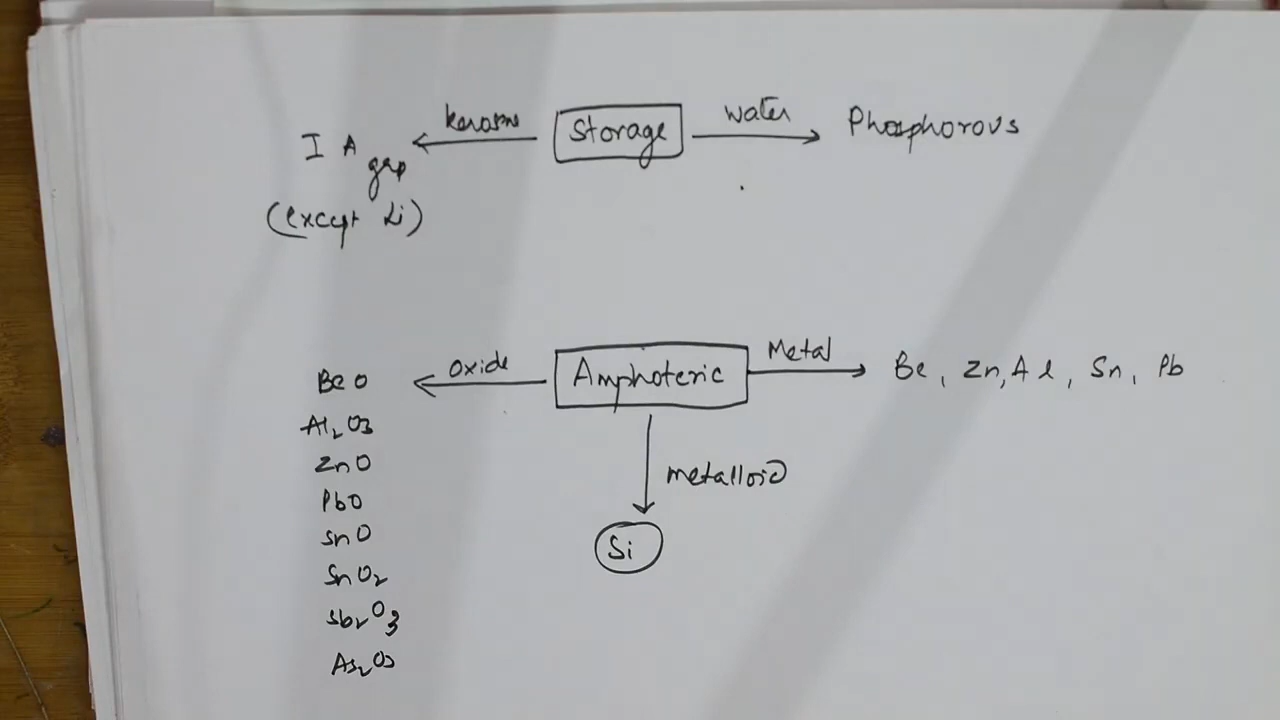 I A grp kerosene Storage water Phosphorous
(except Li)
BeO oxide Amphoteric Metal Be, Zn, Al, Sn, Pb
Al₂O₃
ZnO metalloid
PbO
SnO Si
SnO₂
Sb₂O₃
As₂O₃